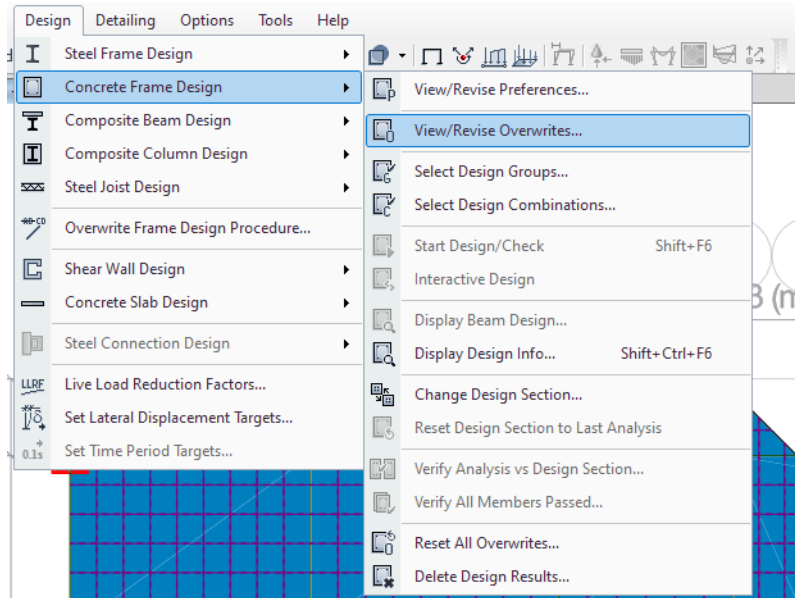 Design Detailing Options Tools Help
Steel Frame Design
Concrete Frame Design
Composite Beam Design
Composite Column Design
Steel Joist Design
Overwrite Frame Design Procedure...
Shear Wall Design
Concrete Slab Design
Steel Connection Design
LLRF Live Load Reduction Factors...
Set Lateral Displacement Targets...
0.1s Set Time Period Targets...
P View/Revise Preferences...
O View/Revise Overwrites...
G Select Design Groups...
C Select Design Combinations...
Start Design/Check Shift+F6
Interactive Design
Display Beam Design...
Display Design Info... Shift+Ctrl+F6
Change Design Section...
Reset Design Section to Last Analysis
Verify Analysis vs Design Section...
Verify All Members Passed...
Reset All Overwrites...
Delete Design Results...